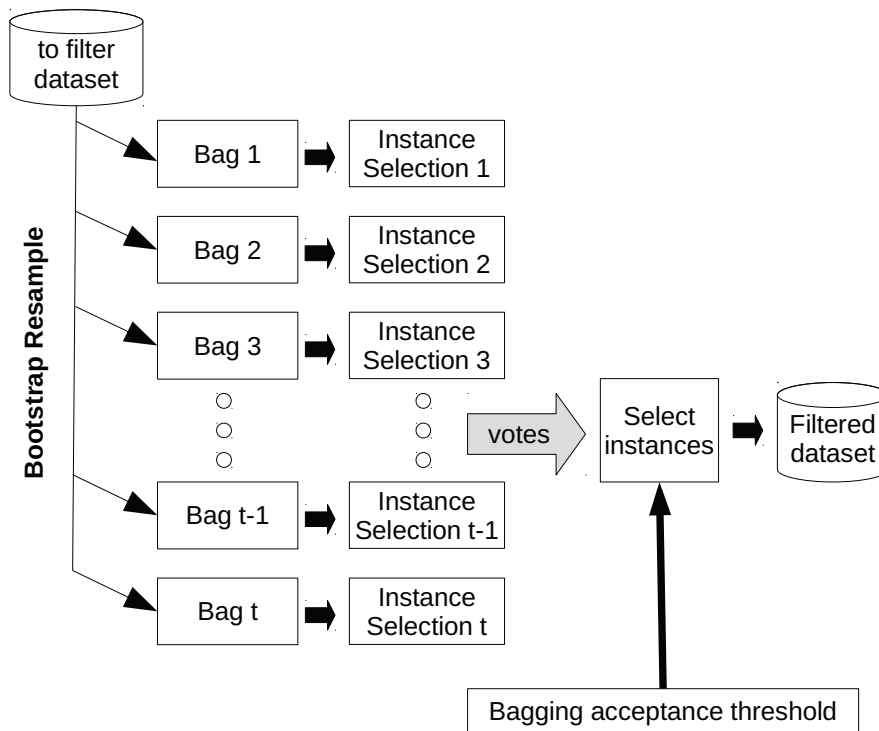 to filter
dataset
Bootstrap Resample
Bag 1
Instance
Selection 1
Bag 2
Instance
Selection 2
Bag 3
Instance
Selection 3
votes
Select
instances
Filtered
dataset
Bag t-1
Instance
Selection t-1
Bag t
Instance
Selection t
Bagging acceptance threshold